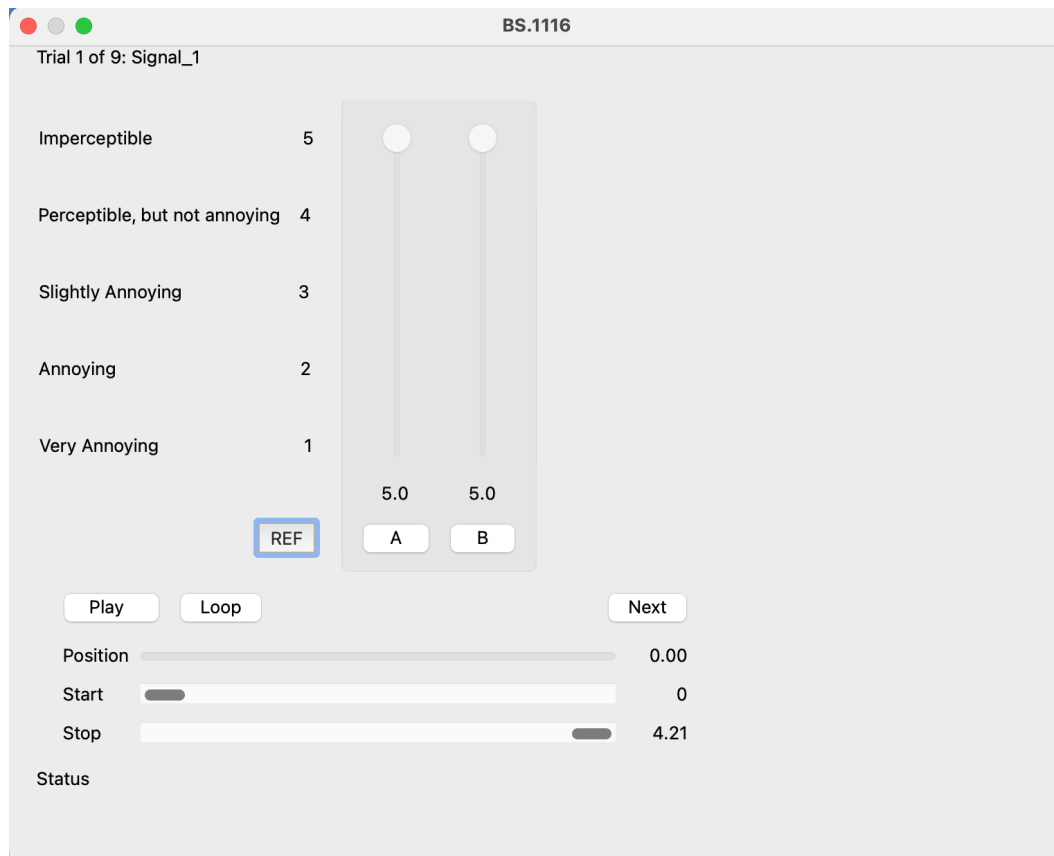 BS.1116
Trial 1 of 9: Signal_1
Imperceptible 5
Perceptible, but not annoying 4
Slightly Annoying 3
Annoying 2
Very Annoying 1
5.0 5.0
REF A B
Play Loop Next
Position 0.00
Start 0
Stop 4.21
Status